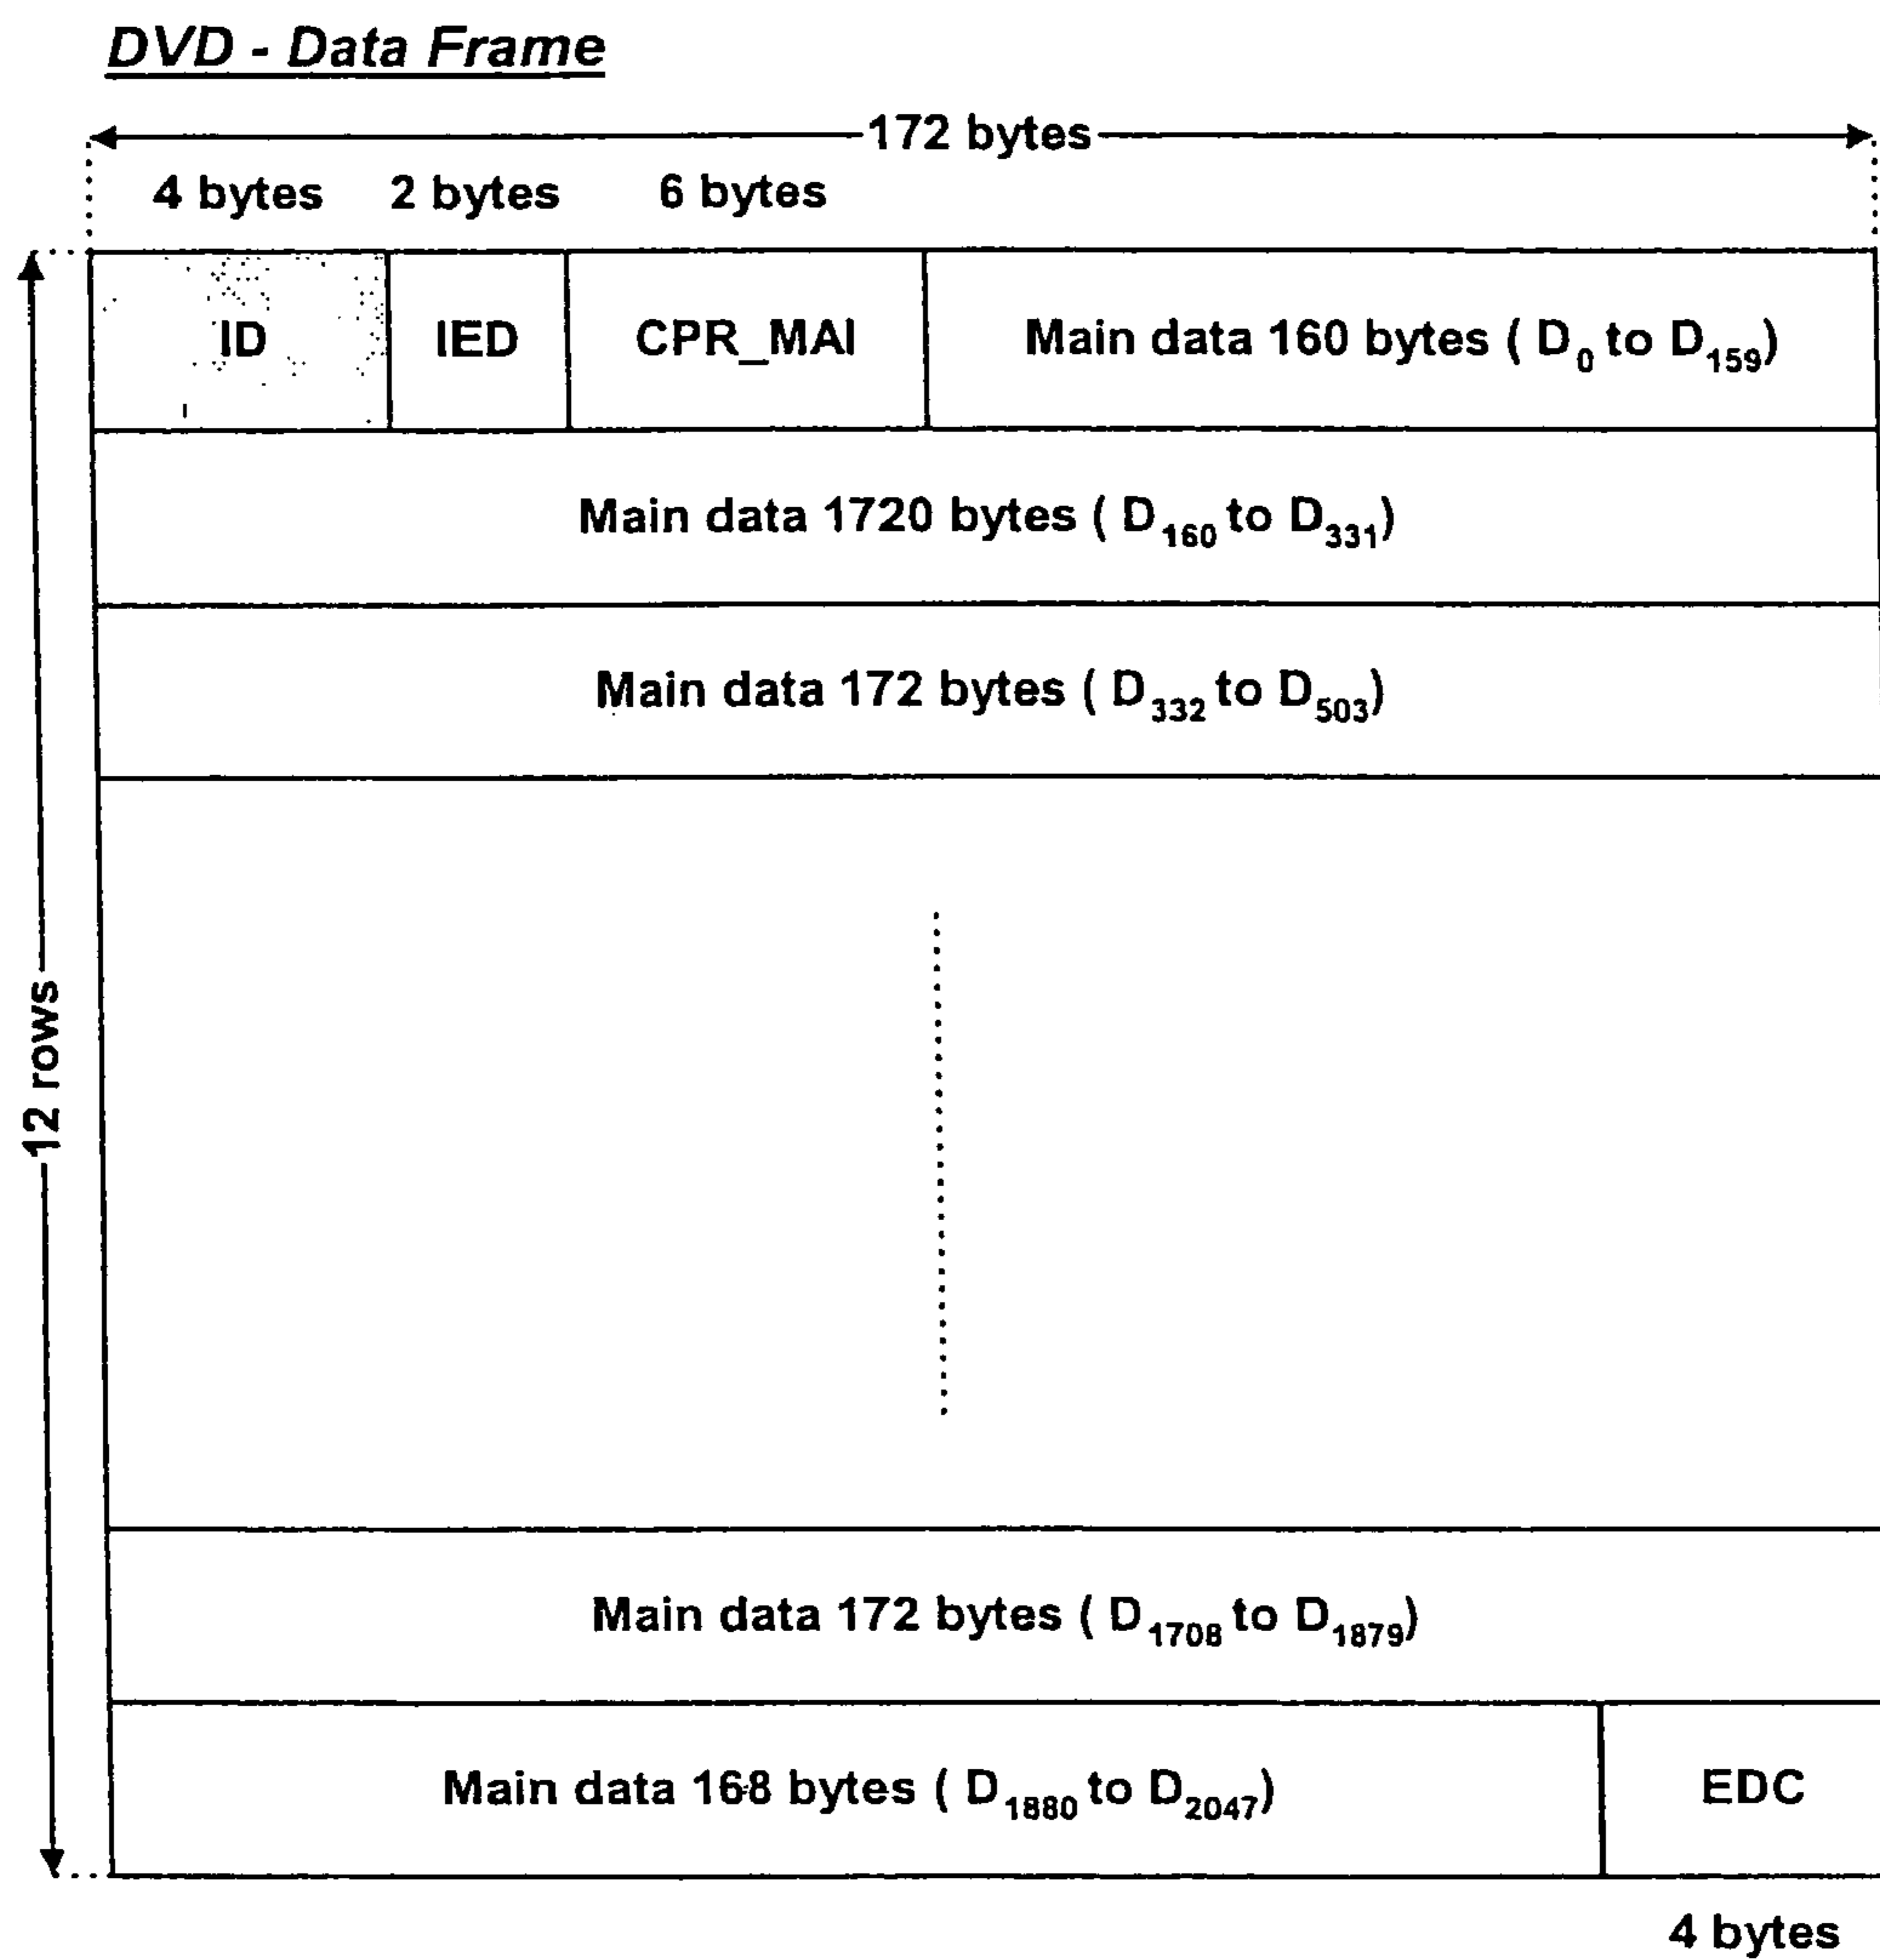 DVD - Data Frame
172 bytes
4 bytes 2 bytes 6 bytes
ID IED CPR_MAI Main data 160 bytes ( D0 to D159)
Main data 1720 bytes ( D160 to D331)
Main data 172 bytes ( D332 to D503)
12 rows
Main data 172 bytes ( D1708 to D1879)
Main data 168 bytes ( D1880 to D2047) EDC
4 bytes